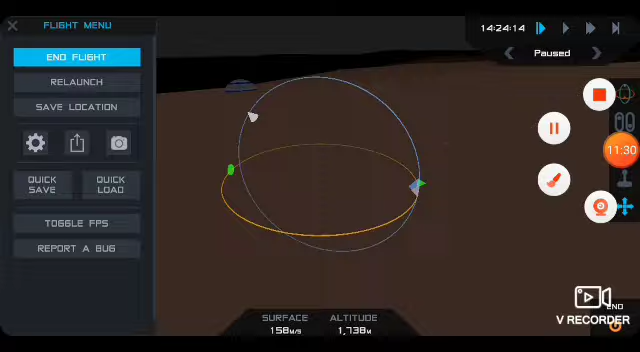 FLIGHT MENU
END FLIGHT
RELAUNCH
SAVE LOCATION
QUICK SAVE
QUICK LOAD
TOGGLE FPS
REPORT A BUG
14:24:14
Paused
11:30
END
V RECORDER
SURFACE
158M/S
ALTITUDE
1,738M